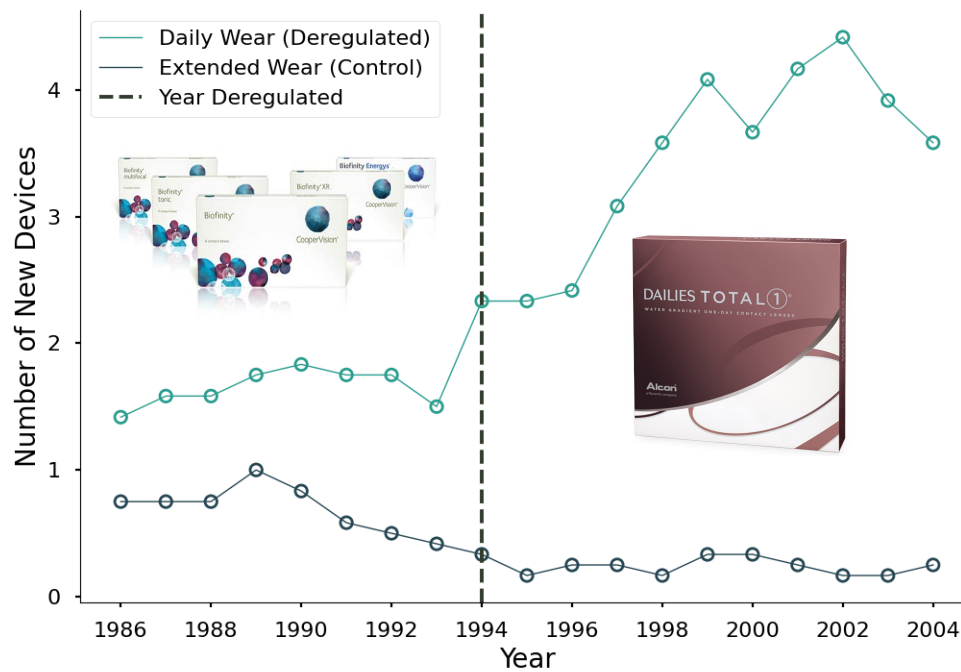 Daily Wear (Deregulated)
Extended Wear (Control)
Year Deregulated
Number of New Devices
4
3
2
1
0
Biofinity
multifocal
Biofinity
toric
Biofinity
CooperVision
Biofinity XR
CooperVision
Biofinity Energys
CooperVision
DAILIES TOTAL 1
WATER GRADIENT ONE-DAY CONTACT LENSES
Alcon
1986 1988 1990 1992 1994 1996 1998 2000 2002 2004
Year